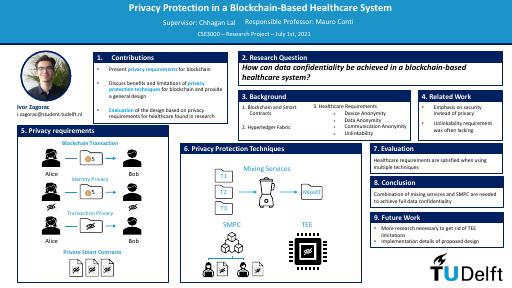 Privacy Protection in a Blockchain-Based Healthcare System
Supervisor: Chhagan Lal    Responsible Professor: Mauro Conti
CSE3000 – Research Project – July 1st, 2021
Ivor Zagorac
i.zagorac@student.tudelft.nl
1. Contributions
• Present privacy requirements for blockchain
• Discuss benefits and limitations of privacy
protection techniques for blockchain and provide
a general design
• Evaluation of the design based on privacy
requirements for healthcare found in research
2. Research Question
How can data confidentiality be achieved in a blockchain-based
healthcare system?
3. Background
1. Blockchain and Smart
Contracts
2. Hyperledger Fabric
3. Healthcare Requirements
Device Anonymity
Data Anonymity
Communication Anonymity
Unlinkability
4. Related Work
• Emphasis on security
instead of privacy
• Unlinkability requirement
was often lacking
5. Privacy requirements
Blockchain Transaction
$5
Alice
Bob
Identity Privacy
$5
Transaction Privacy
Alice
Bob
Private Smart Contracts
6. Privacy Protection Techniques
Mixing Services
T1
T2
T3
MixedT
SMPC
TEE
7. Evaluation
Healthcare requirements are satisfied when using
multiple techniques
8. Conclusion
Combination of mixing services and SMPC are needed
to achieve full data confidentiality
9. Future Work
• More research necessary to get rid of TEE
limitations
• Implementation details of proposed design
TU Delft